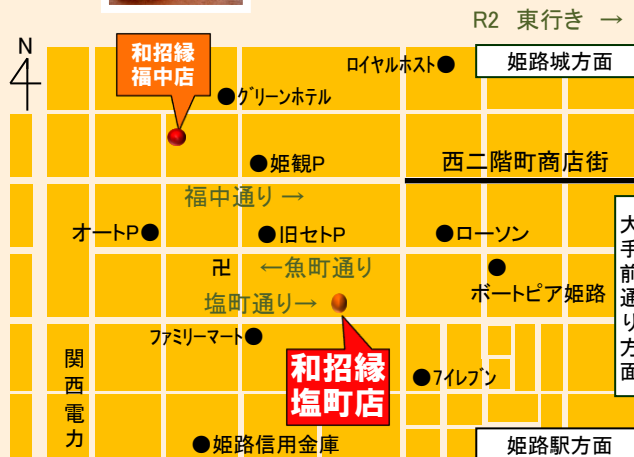 R2 東行き →
N
和招縁
福中店
ロイヤルホスト●
姫路城方面
●グリーンホテル
●姫観P
西二階町商店街
福中通り →
オートP●
●旧セトP
●ローソン
大手前通り方面
卍
←魚町通り
ボートピア姫路
塩町通り→
ファミリーマート●
和招縁
塩町店
●7イレブン
関西電力
●姫路信用金庫
姫路駅方面